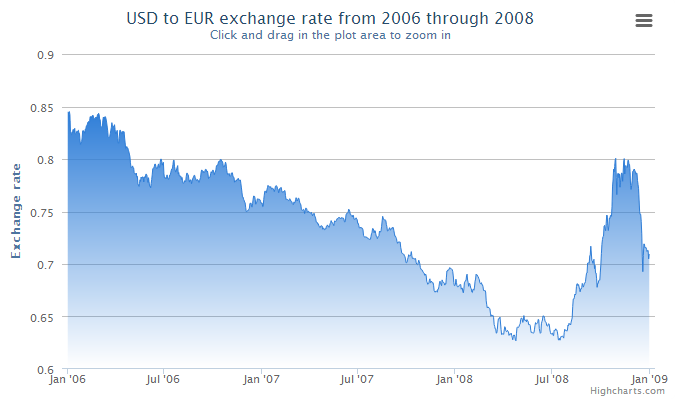 USD to EUR exchange rate from 2006 through 2008
Click and drag in the plot area to zoom in
Exchange rate
0.9
0.85
0.8
0.75
0.7
0.65
0.6
Jan '06
Jul '06
Jan '07
Jul '07
Jan '08
Jul '08
Jan '09
Highcharts.com